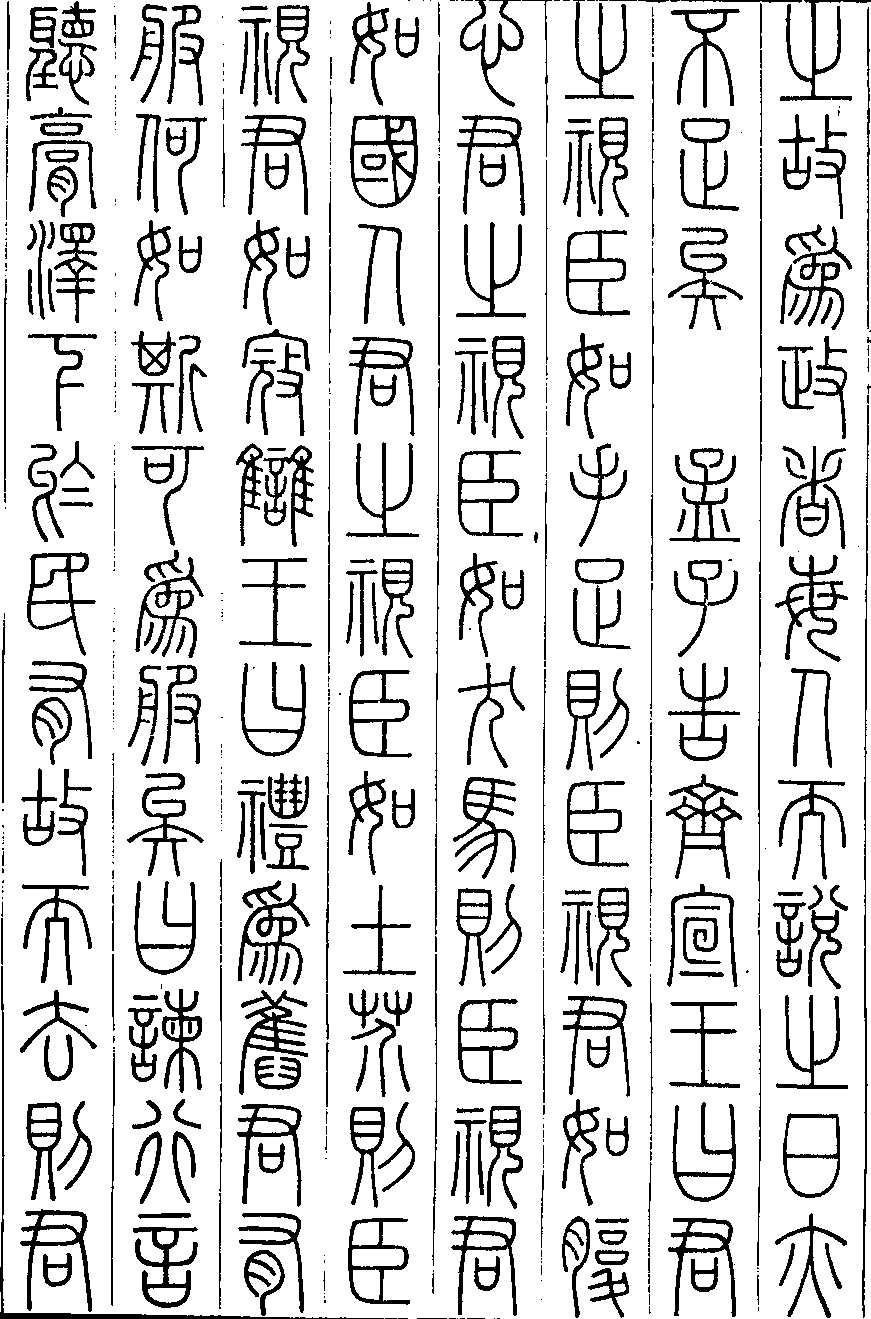 之故為政者每人而說之日亦
不足矣　孟子告齊宣王曰君
之視臣如手足則臣視君如腹
心君之視臣如犬馬則臣視君
如國人君之視臣如土芥則臣
視君如寇讎王曰禮為舊君有
服何如斯可為服矣曰諫行言
聽膏澤下於民有故而去則君